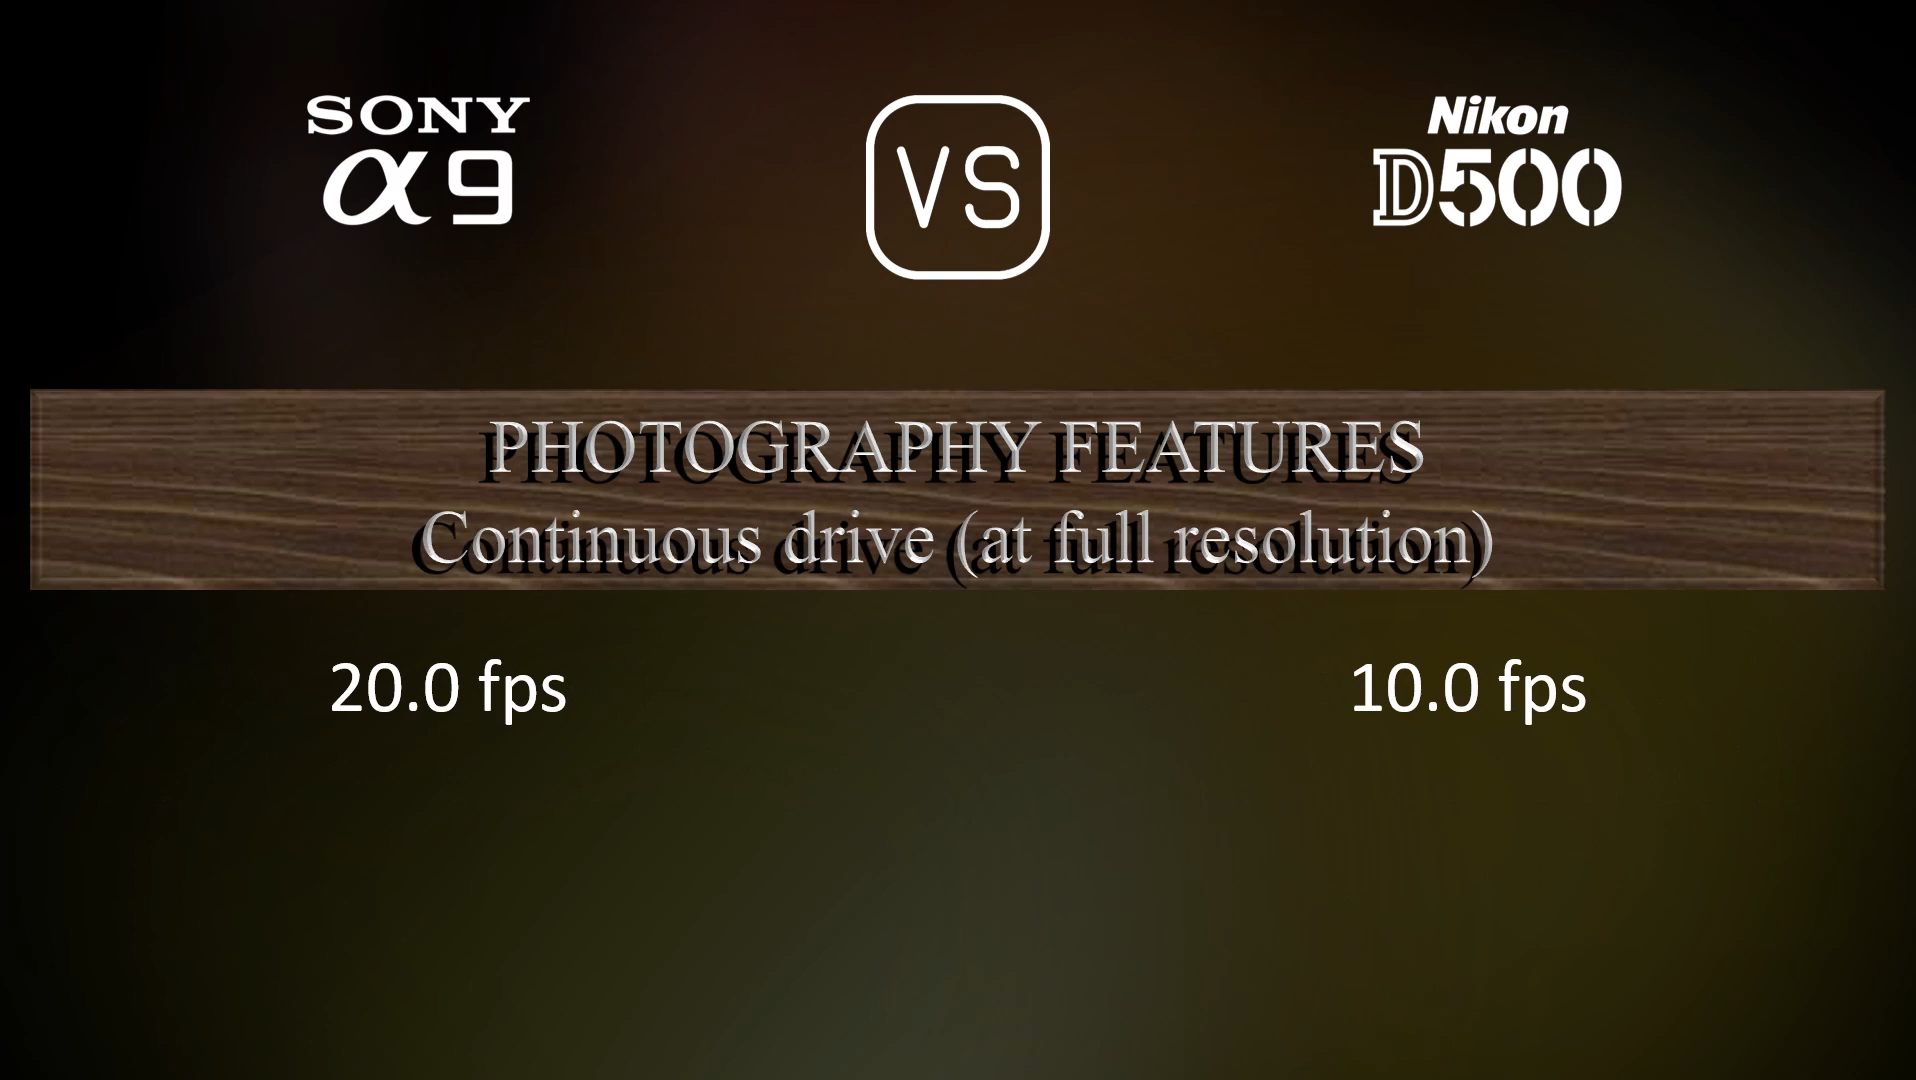 SONY
α9
VS
Nikon
D500
PHOTOGRAPHY FEATURES
Continuous drive (at full resolution)
20.0 fps
10.0 fps